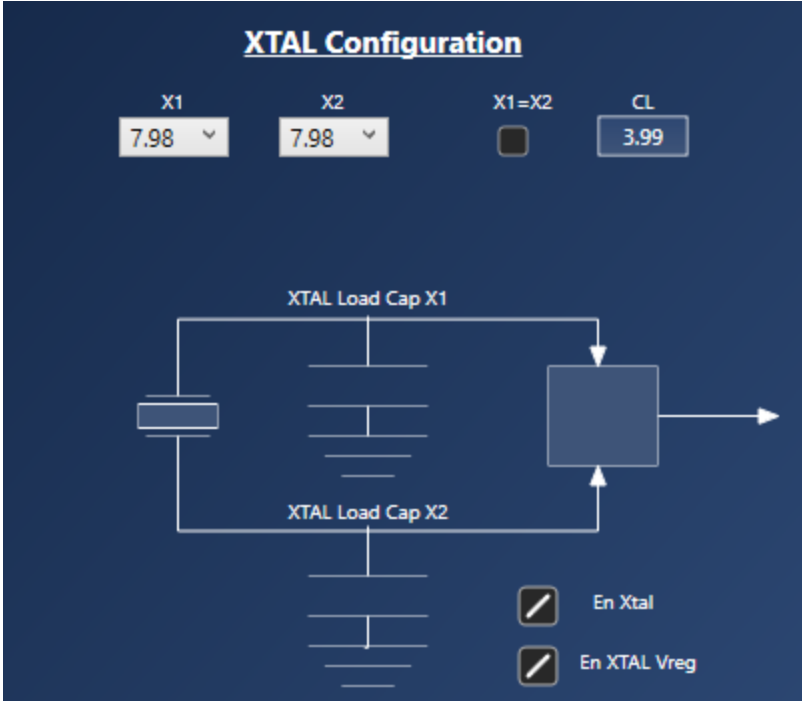 XTAL Configuration
X1 X2 X1=X2 CL
7.98 7.98 3.99
XTAL Load Cap X1
XTAL Load Cap X2
En Xtal
En XTAL Vreg